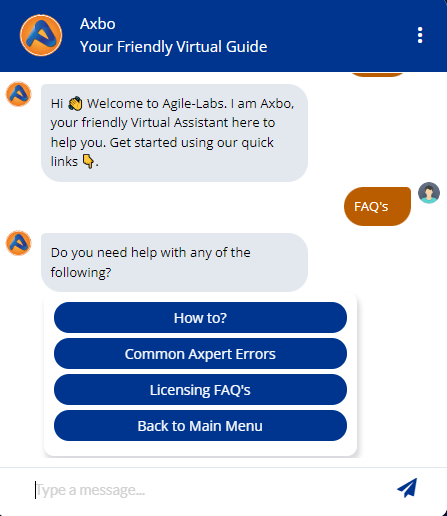 Axbo
Your Friendly Virtual Guide
Hi 👏 Welcome to Agile-Labs. I am Axbo,
your friendly Virtual Assistant here to
help you. Get started using our quick
links 👇.
FAQ's
Do you need help with any of the
following?
How to?
Common Axpert Errors
Licensing FAQ's
Back to Main Menu
Type a message...